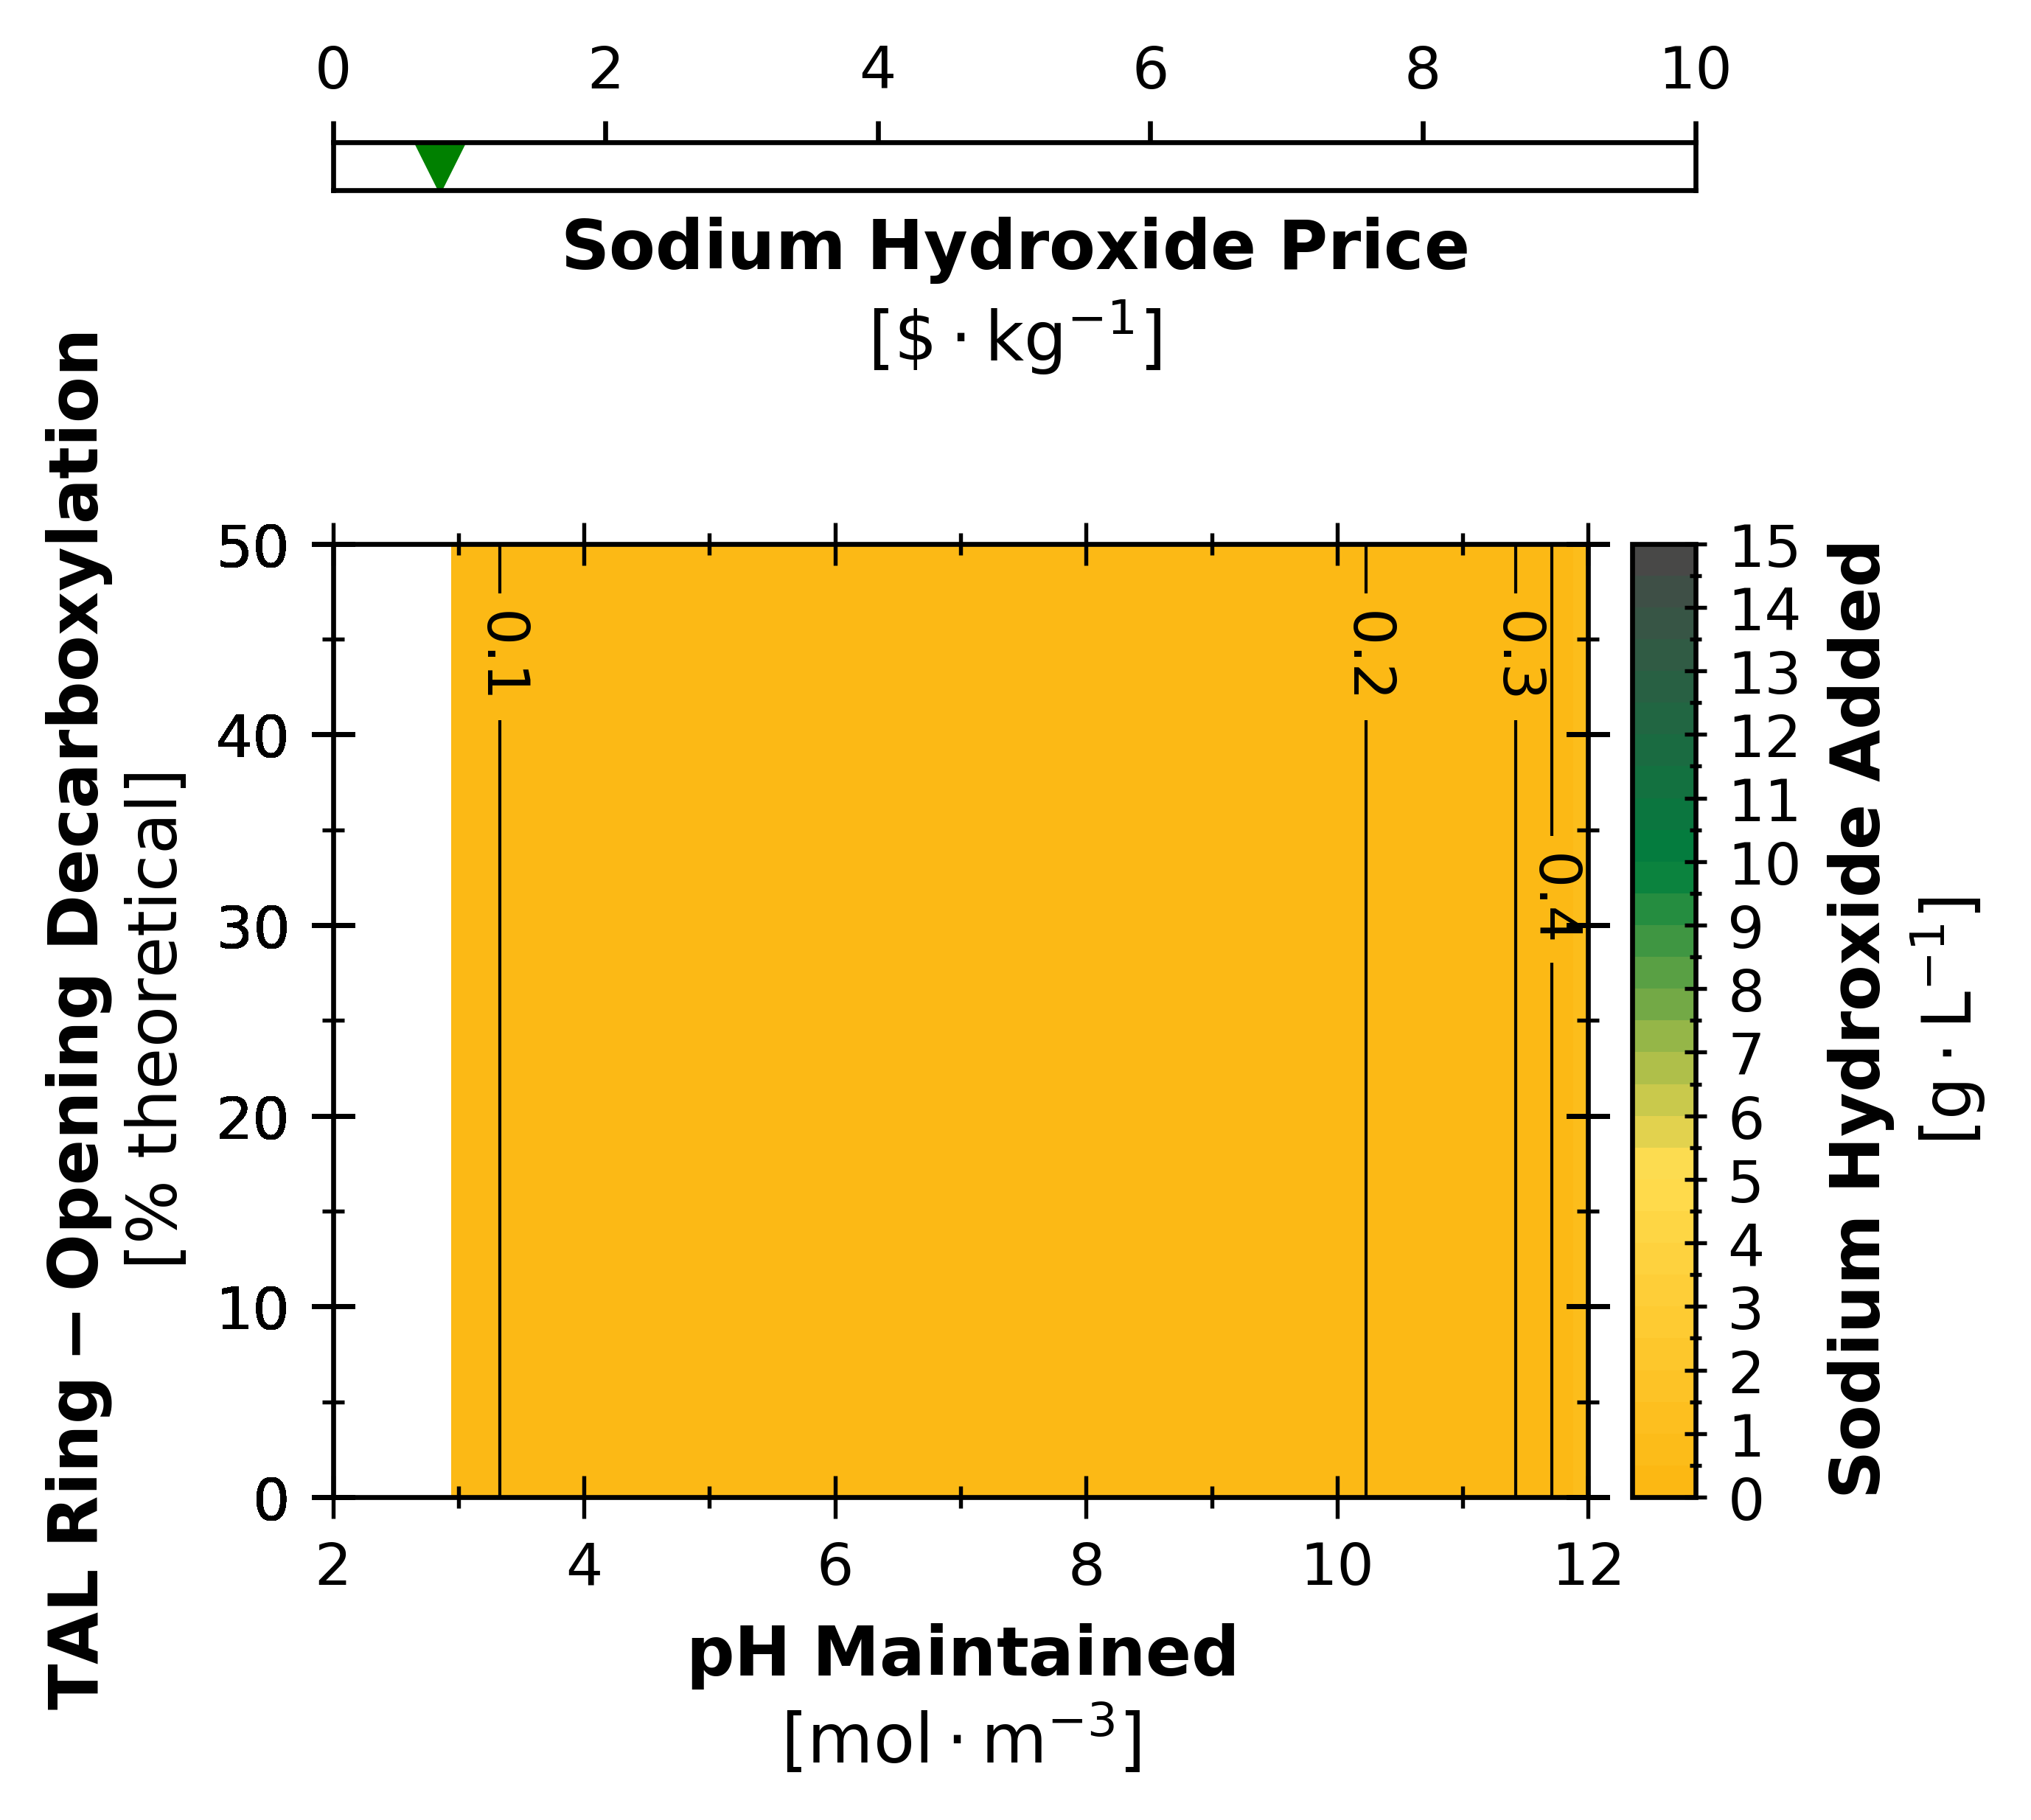 0 2 4 6 8 10
Sodium Hydroxide Price
[$ · kg⁻¹]
TAL Ring − Opening Decarboxylation
[% theoretical]
50
40
30
20
10
0
0.1
0.2
0.3
0.4
2 4 6 8 10 12
pH Maintained
[mol · m⁻³]
15
14
13
12
11
10
9
8
7
6
5
4
3
2
1
0
Sodium Hydroxide Added
[g · L⁻¹]